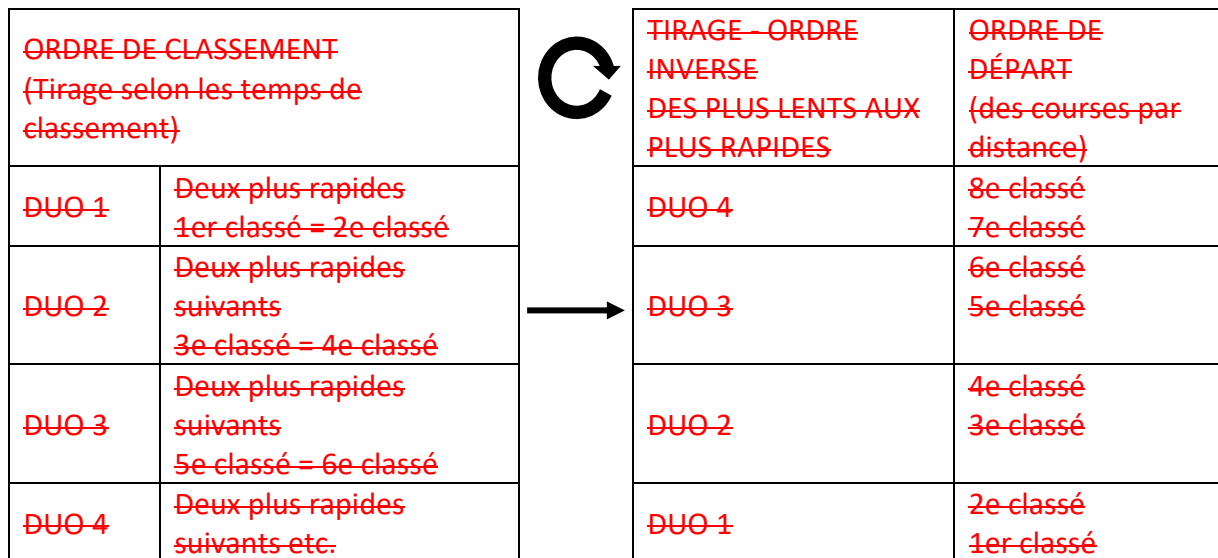 ORDRE DE CLASSEMENT
(Tirage selon les temps de
classement)
TIRAGE - ORDRE
INVERSE
DES PLUS LENTS AUX
PLUS RAPIDES
ORDRE DE
DÉPART
(des courses par
distance)
DUO 1
Deux plus rapides
1er classé = 2e classé
DUO 4
8e classé
7e classé
DUO 2
Deux plus rapides
suivants
3e classé = 4e classé
DUO 3
6e classé
5e classé
DUO 3
Deux plus rapides
suivants
5e classé = 6e classé
DUO 2
4e classé
3e classé
DUO 4
Deux plus rapides
suivants etc.
DUO 1
2e classé
1er classé